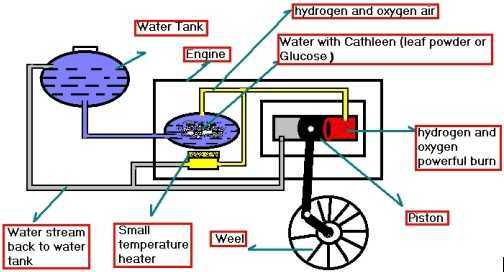 hydrogen and oxygen air
Water Tank
Engine
Water with Cathleen (leaf powder or
Glucose )
hydrogen
and oxygen
powerful burn
Piston
Weel
Small
temperature
heater
Water stream
back to water
tank